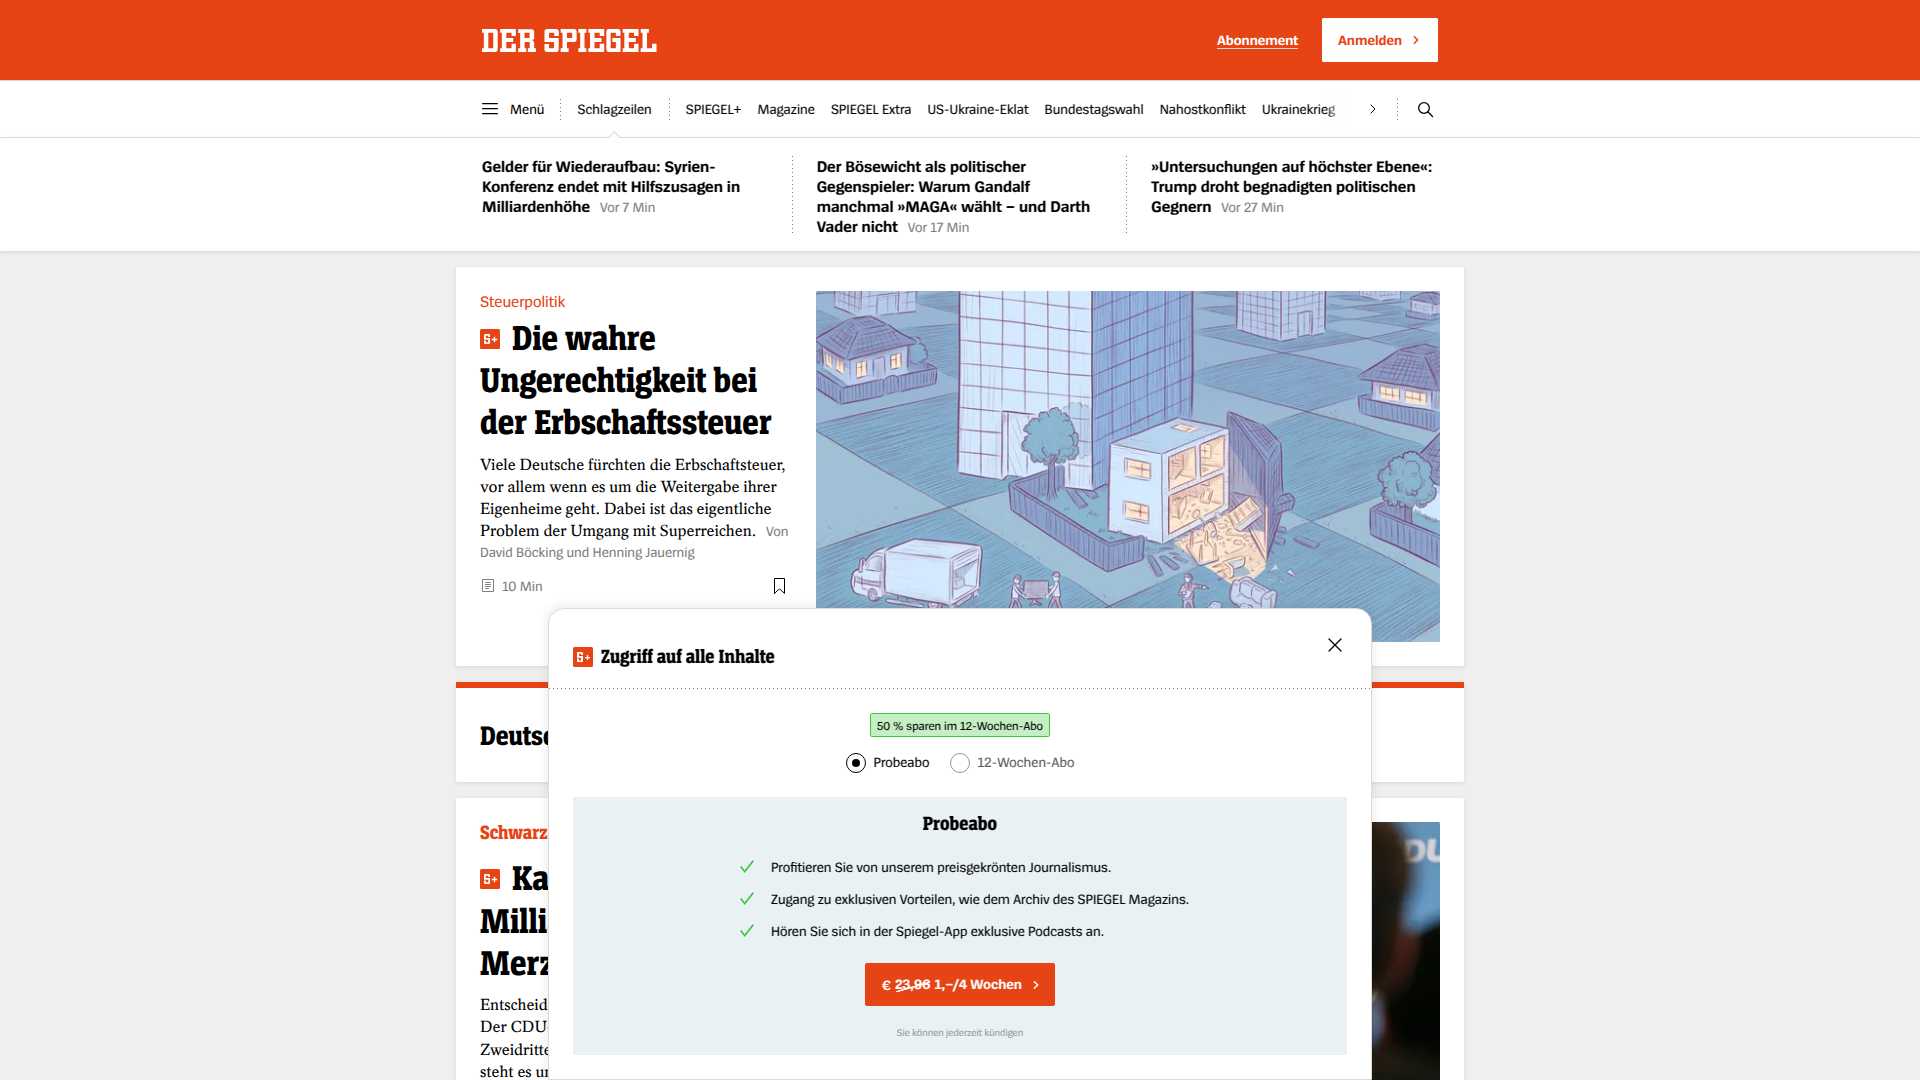 DER SPIEGEL
Abonnement
Anmelden
Menü
Schlagzeilen
SPIEGEL+
Magazine
SPIEGEL Extra
US-Ukraine-Eklat
Bundestagswahl
Nahostkonflikt
Ukrainekrieg
Gelder für Wiederaufbau: Syrien-
Konferenz endet mit Hilfszusagen in
Milliardenhöhe Vor 7 Min
Der Bösewicht als politischer
Gegenspieler: Warum Gandalf
manchmal »MAGA« wählt – und Darth
Vader nicht Vor 17 Min
»Untersuchungen auf höchster Ebene«:
Trump droht begnadigten politischen
Gegnern Vor 27 Min
Steuerpolitik
Die wahre
Ungerechtigkeit bei
der Erbschaftssteuer
Viele Deutsche fürchten die Erbschaftsteuer,
vor allem wenn es um die Weitergabe ihrer
Eigenheime geht. Dabei ist das eigentliche
Problem der Umgang mit Superreichen. Von
David Böcking und Henning Jauernig
10 Min
Zugriff auf alle Inhalte
50 % sparen im 12-Wochen-Abo
Probeabo
12-Wochen-Abo
Probeabo
Profitieren Sie von unserem preisgekrönten Journalismus.
Zugang zu exklusiven Vorteilen, wie dem Archiv des SPIEGEL Magazins.
Hören Sie sich in der Spiegel-App exklusive Podcasts an.
€ 23,96 1,–/4 Wochen
Sie können jederzeit kündigen
Schwarz
Ka
Milli
Merz
Entscheid
Der CDU-
Zweidritte
steht es